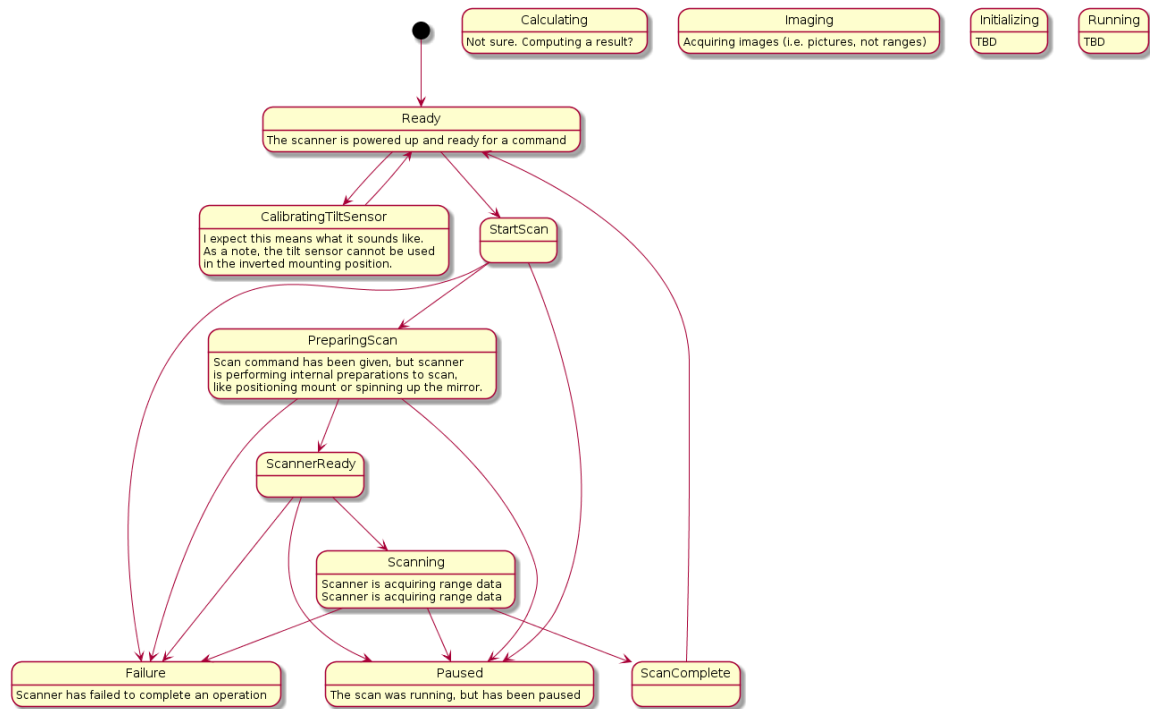 Calculating
Not sure. Computing a result?
Imaging
Acquiring images (i.e. pictures, not ranges)
Initializing
TBD
Running
TBD
Ready
The scanner is powered up and ready for a command
CalibratingTiltSensor
I expect this means what it sounds like.
As a note, the tilt sensor cannot be used
in the inverted mounting position.
StartScan
PreparingScan
Scan command has been given, but scanner
is performing internal preparations to scan,
like positioning mount or spinning up the mirror.
ScannerReady
Scanning
Scanner is acquiring range data
Scanner is acquiring range data
Failure
Scanner has failed to complete an operation
Paused
The scan was running, but has been paused
ScanComplete